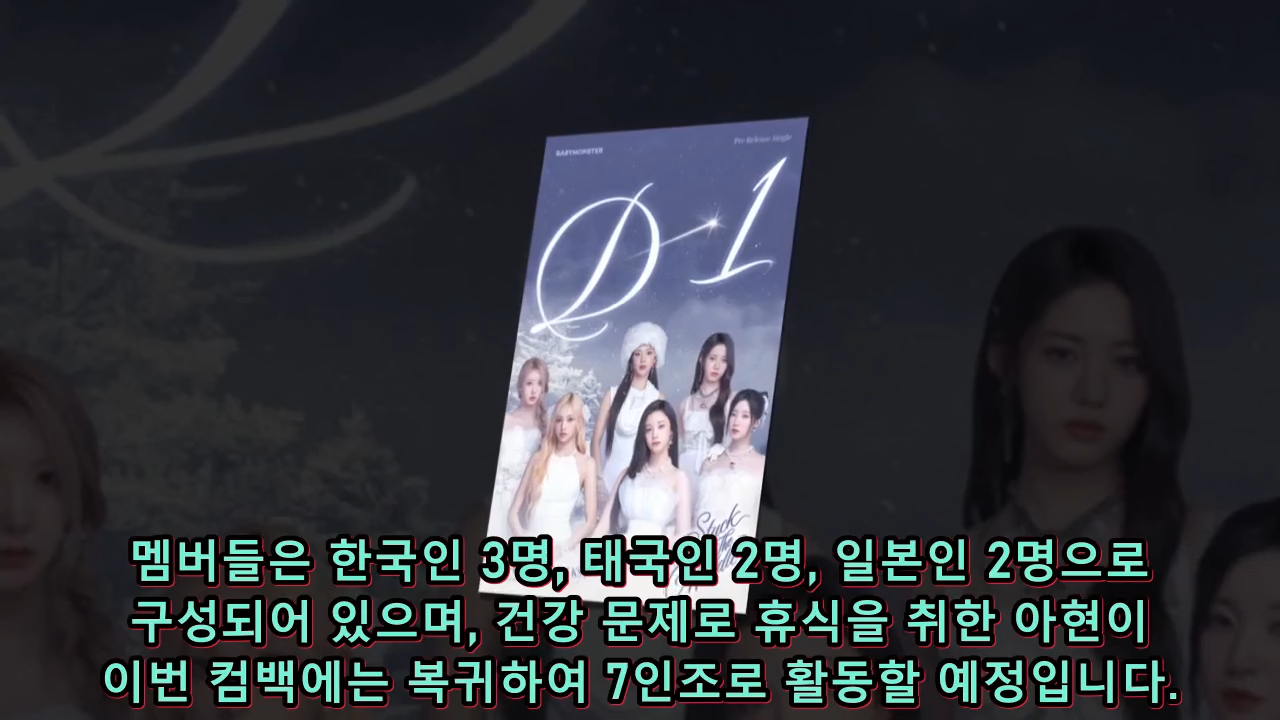 BABYMONSTER
Pre-Release Single
D-1
Stuck
멤버들은 한국인 3명, 태국인 2명, 일본인 2명으로
구성되어 있으며, 건강 문제로 휴식을 취한 아현이
이번 컴백에는 복귀하여 7인조로 활동할 예정입니다.